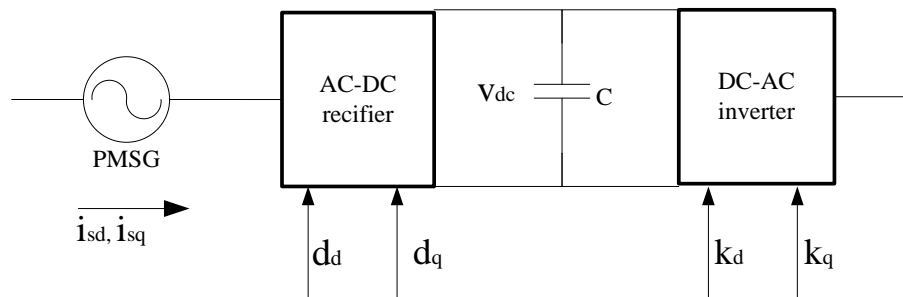 AC-DC
recifier
DC-AC
inverter
Vdc
C
PMSG
isd, isq
dd
dq
kd
kq